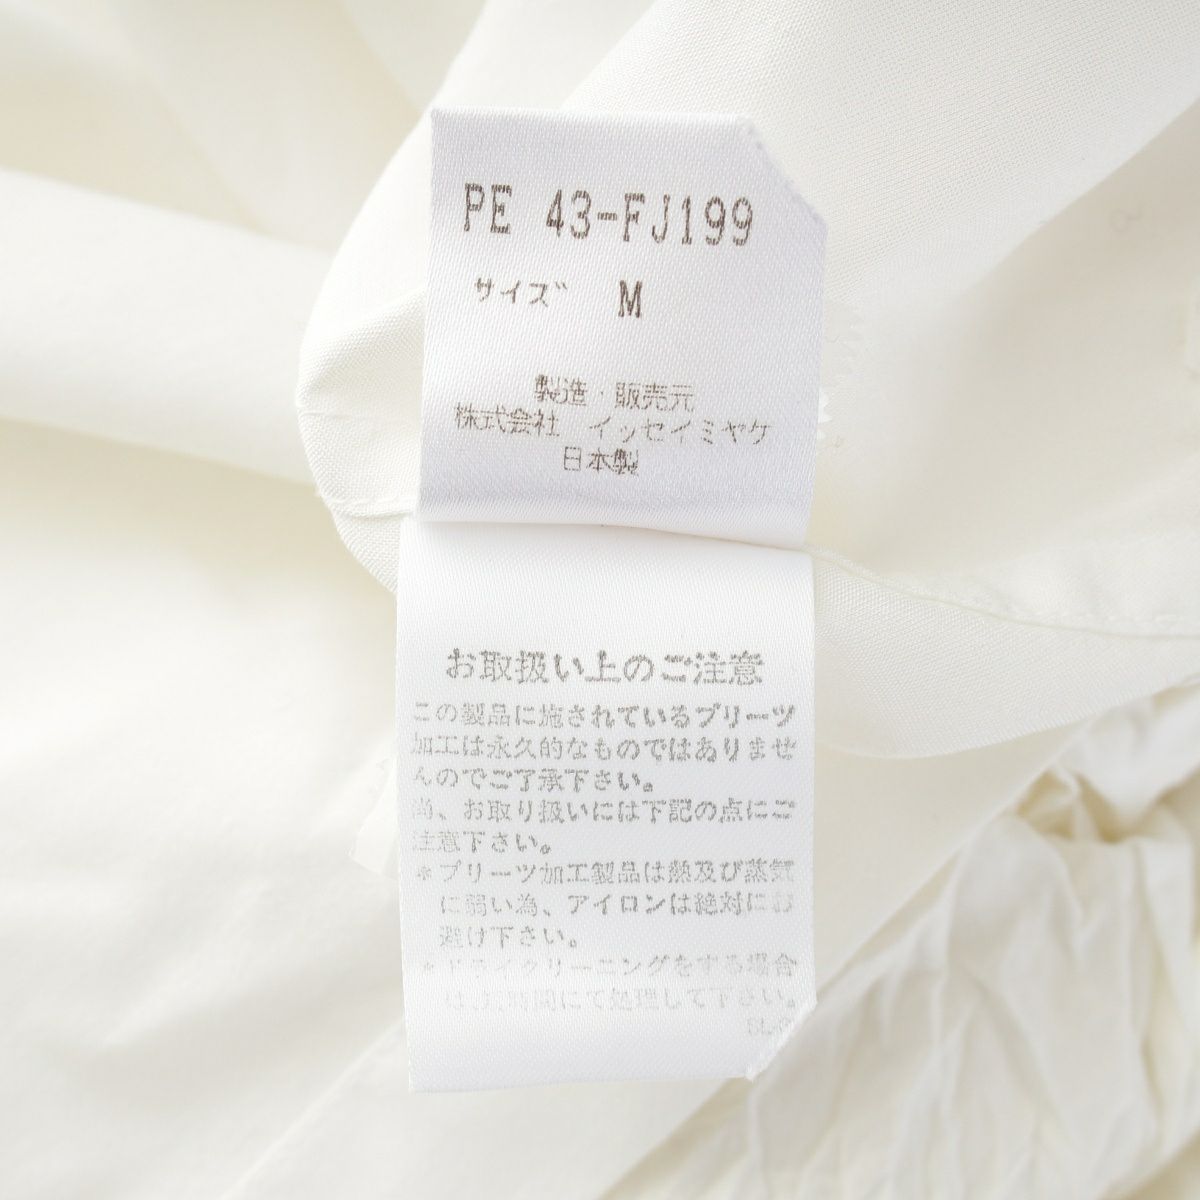 PE 43-FJ199
サイズ M
製造・販売元
株式会社 イッセイミヤケ
日本製
お取扱い上のご注意
この製品に施されているプリーツ
加工は永久的なものではありませ
んのでご了承下さい。
尚、お取り扱いには下記の点にご
注意下さい。
*プリーツ加工製品は熱及び蒸気
に弱い為、アイロンは絶対にお
避け下さい。
*ドライクリーニングをする場合
は短時間にて処理して下さい。